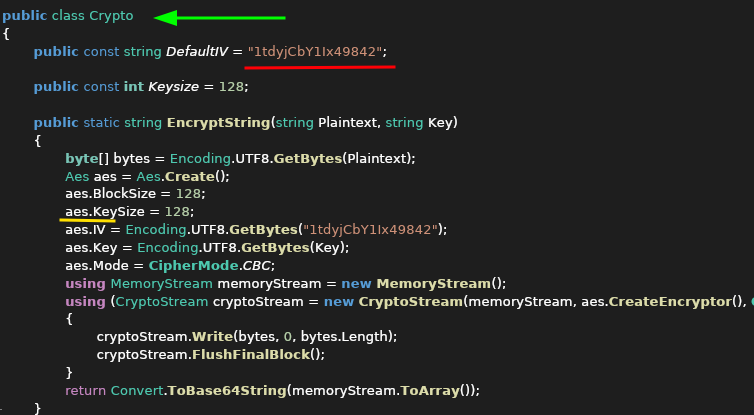 public class Crypto
{
public const string DefaultIV = "1tdyjCbY1Ix49842";
public const int Keysize = 128;
public static string EncryptString(string Plaintext, string Key)
{
byte[] bytes = Encoding.UTF8.GetBytes(Plaintext);
Aes aes = Aes.Create();
aes.BlockSize = 128;
aes.KeySize = 128;
aes.IV = Encoding.UTF8.GetBytes("1tdyjCbY1Ix49842");
aes.Key = Encoding.UTF8.GetBytes(Key);
aes.Mode = CipherMode.CBC;
using MemoryStream memoryStream = new MemoryStream();
using (CryptoStream cryptoStream = new CryptoStream(memoryStream, aes.CreateEncryptor(),
{
cryptoStream.Write(bytes, 0, bytes.Length);
cryptoStream.FlushFinalBlock();
}
return Convert.ToBase64String(memoryStream.ToArray());
}